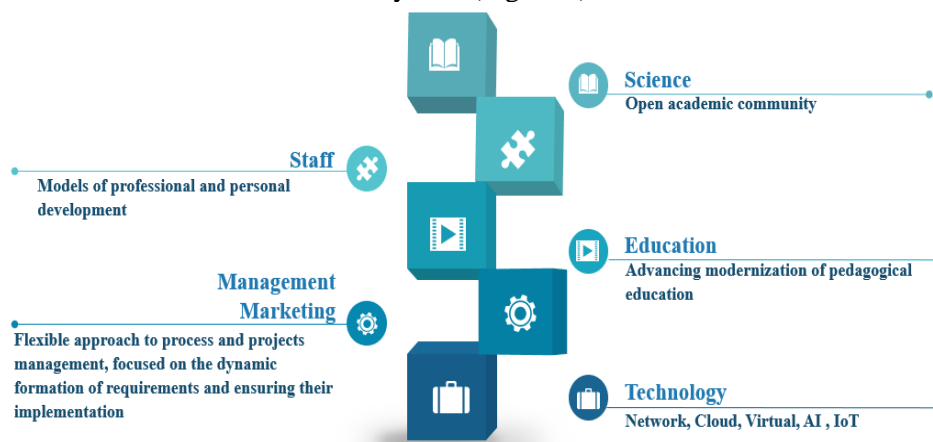 Science
Open academic community
Staff
Models of professional and personal
development
Education
Advancing modernization of pedagogical
education
Management
Marketing
Flexible approach to process and projects
management, focused on the dynamic
formation of requirements and ensuring their
implementation
Technology
Network, Cloud, Virtual, AI , IoT